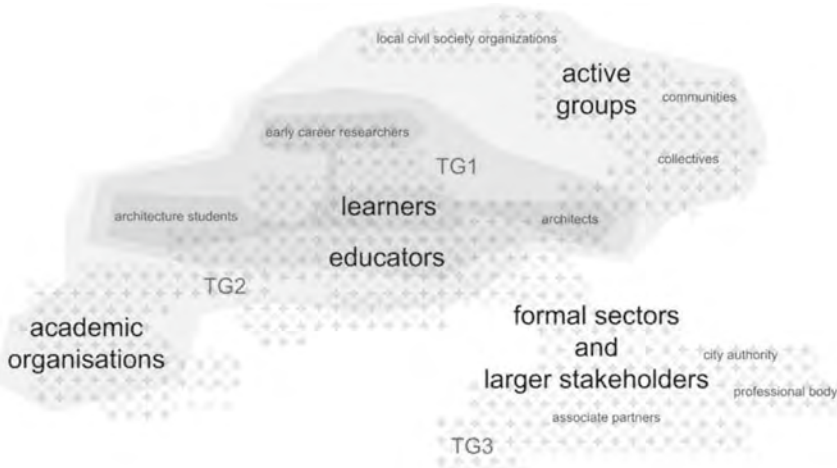 local civil society organizations
active
groups
communities
early career researchers
TG1
collectives
architecture students
learners
architects
educators
TG2
academic
organisations
formal sectors
and
larger stakeholders
city authority
professional body
associate partners
TG3